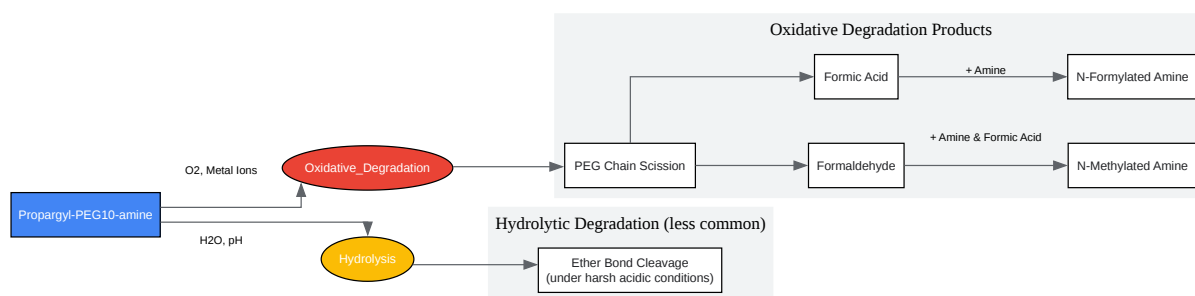 Oxidative Degradation Products
Formic Acid
+ Amine
N-Formylated Amine
O2, Metal Ions
Oxidative_Degradation
PEG Chain Scission
Formaldehyde
+ Amine & Formic Acid
N-Methylated Amine
Propargyl-PEG10-amine
H2O, pH
Hydrolysis
Hydrolytic Degradation (less common)
Ether Bond Cleavage
(under harsh acidic conditions)